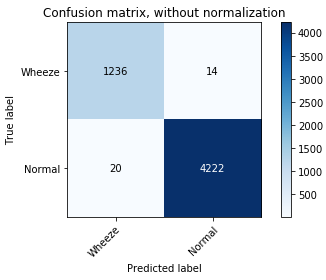 Confusion matrix, without normalization
True label
Wheeze
Normal
1236
14
20
4222
Wheeze
Normal
Predicted label
4000
3500
3000
2500
2000
1500
1000
500